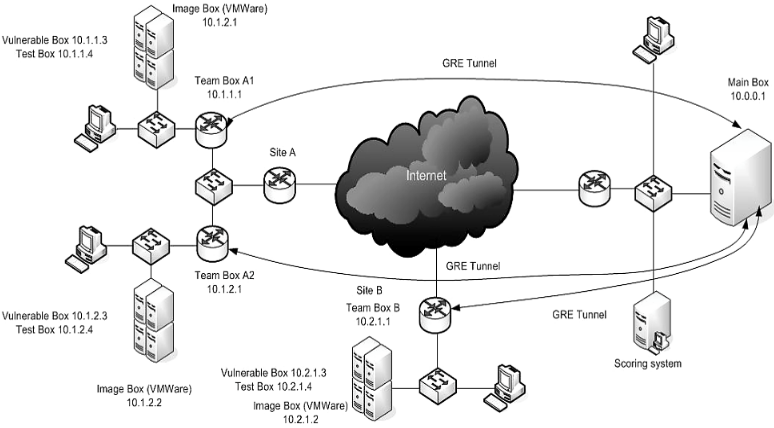 Image Box (VMWare)
10.1.2.1
Vulnerable Box 10.1.1.3
Test Box 10.1.1.4
Team Box A1
10.1.1.1
GRE Tunnel
Main Box
10.0.0.1
Site A
Internet
Team Box A2
10.1.2.1
GRE Tunnel
Vulnerable Box 10.1.2.3
Test Box 10.1.2.4
Image Box (VMWare)
10.1.2.2
Site B
Team Box B
10.2.1.1
GRE Tunnel
Vulnerable Box 10.2.1.3
Test Box 10.2.1.4
Image Box (VMWare)
10.2.1.2
Scoring system